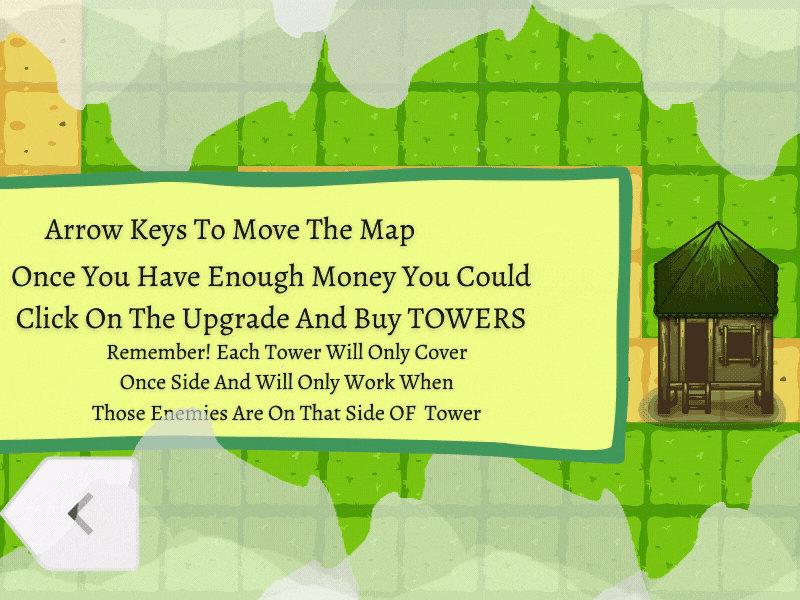 Arrow Keys To Move The Map
Once You Have Enough Money You Could
Click On The Upgrade And Buy TOWERS
Remember! Each Tower Will Only Cover
Once Side And Will Only Work When
Those Enemies Are On That Side OF Tower